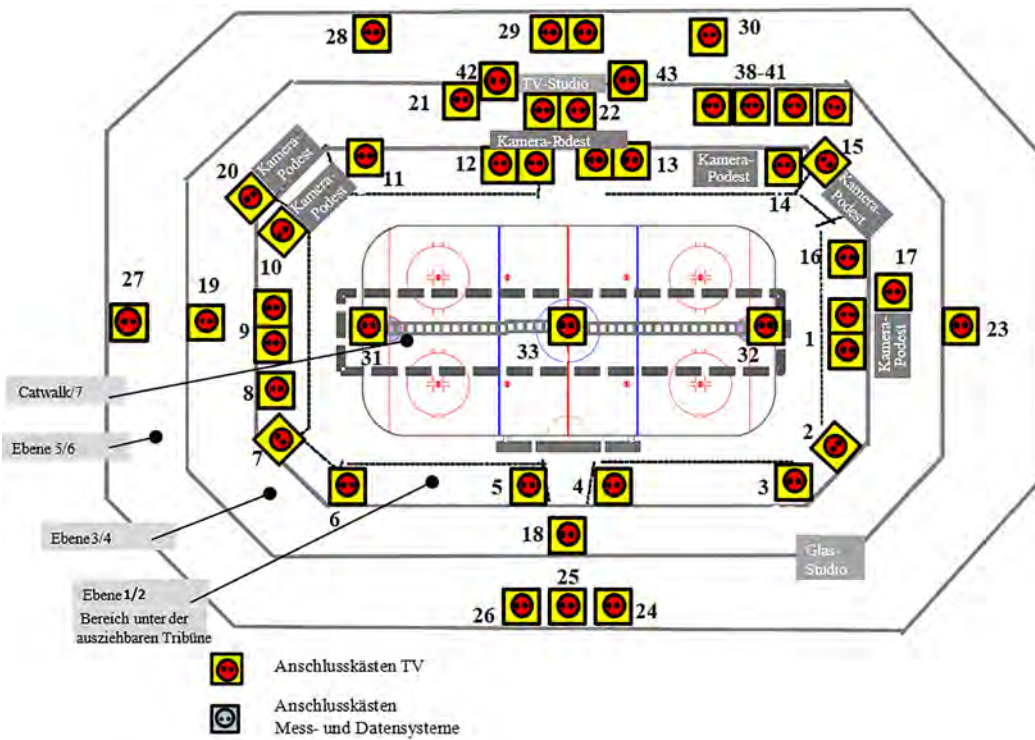 28
29
30
42
TV-Studio
43
38-41
21
22
Kamera-Podest
15
20
Kamera-
Podest
11
12
13
Kamera-
Podest
14
Kamera-
Podest
Kamera-
Podest
10
16
17
27
19
9
31
33
32
1
Kamera-
Podest
23
Catwalk/7
8
Ebene 5/6
7
2
6
5
4
3
Ebene3/4
18
Glas-
Studio
Ebene 1/2
Bereich unter der
ausziehbaren Tribüne
25
26
24
Anschlusskästen TV
Anschlusskästen
Mess- und Datensysteme